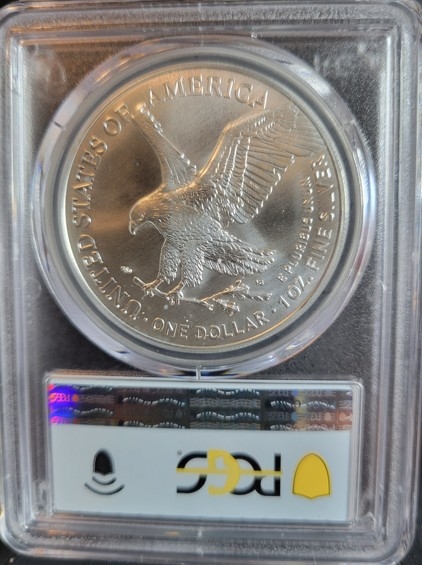 UNITED STATES OF AMERICA
E PLURIBUS UNUM
· ONE DOLLAR · 1 OZ. FINE SILVER
PCGS